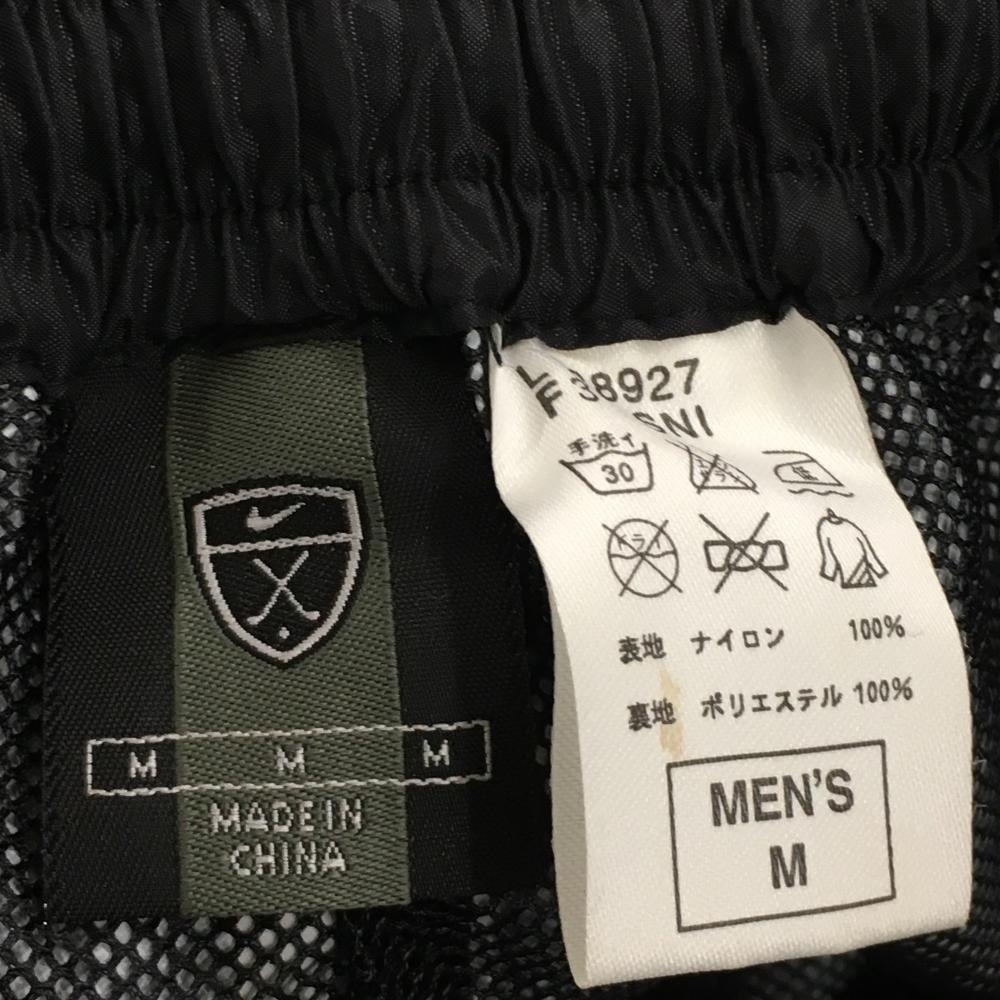 M M M
MADE IN
CHINA
38927
SNI
手洗イ
30
表地 ナイロン 100%
裏地 ポリエステル 100%
MEN'S
M